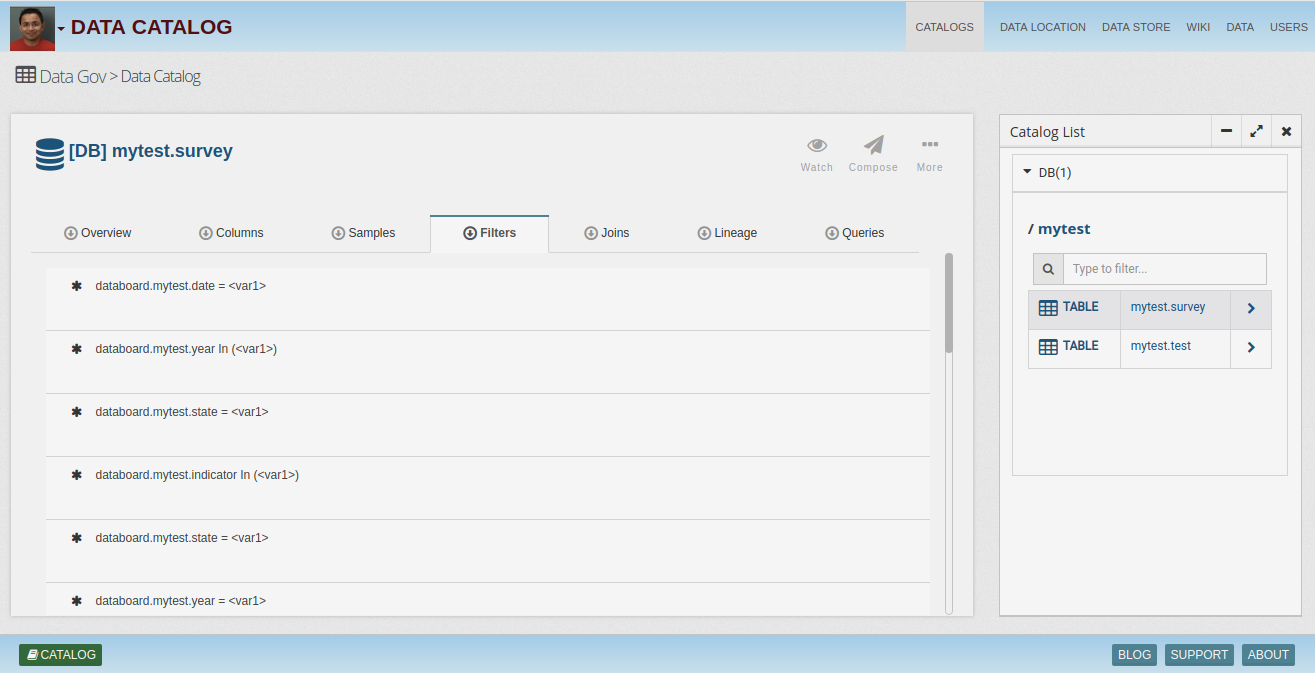 DATA CATALOG
CATALOGS DATA LOCATION DATA STORE WIKI DATA USERS
Data Gov > Data Catalog
[DB] mytest.survey
Watch Compose More
Overview Columns Samples Filters Joins Lineage Queries
databoard.mytest.date = <var1>
databoard.mytest.year In (<var1>)
databoard.mytest.state = <var1>
databoard.mytest.indicator In (<var1>)
databoard.mytest.state = <var1>
databoard.mytest.year = <var1>
Catalog List
DB(1)
/ mytest
Type to filter...
TABLE mytest.survey
TABLE mytest.test
CATALOG
BLOG SUPPORT ABOUT